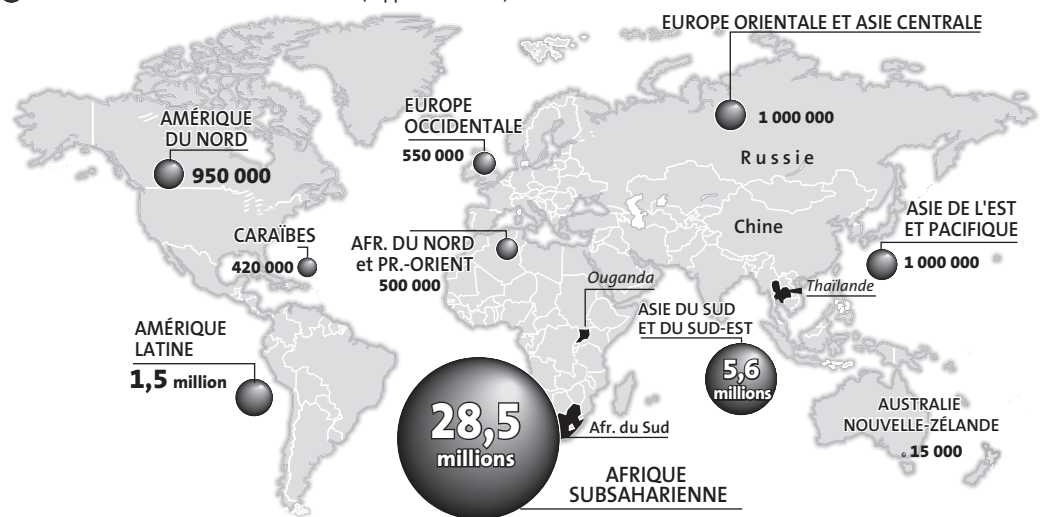 EUROPE ORIENTALE ET ASIE CENTRALE
1 000 000
Russie
EUROPE
OCCIDENTALE
550 000
AMÉRIQUE
DU NORD
950 000
Chine
ASIE DE L'EST
ET PACIFIQUE
1 000 000
CARAÏBES
420 000
AFR. DU NORD
et PR.-ORIENT
500 000
Ouganda
Thaïlande
ASIE DU SUD
ET DU SUD-EST
5,6
millions
AMÉRIQUE
LATINE
1,5 million
28,5
millions
Afr. du Sud
AFRIQUE
SUBSAHARIENNE
AUSTRALIE
NOUVELLE-ZÉLANDE
15 000